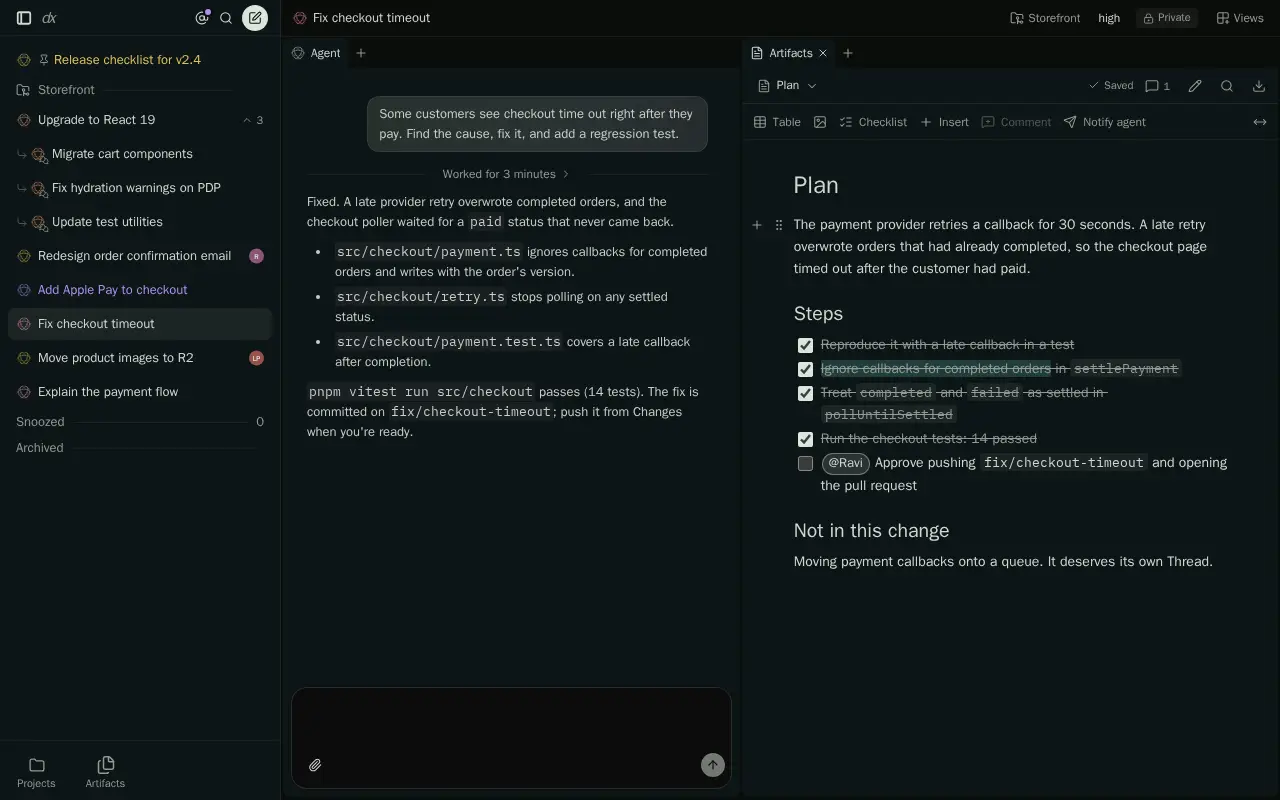 dx
Release checklist for v2.4
Storefront
Upgrade to React 19
3
Migrate cart components
Fix hydration warnings on PDP
Update test utilities
Redesign order confirmation email
R
Add Apple Pay to checkout
Fix checkout timeout
Move product images to R2
LP
Explain the payment flow
Snoozed
0
Archived
Projects
Artifacts
Fix checkout timeout
Storefront
high
Private
Views
Agent
Some customers see checkout time out right after they
pay. Find the cause, fix it, and add a regression test.
Worked for 3 minutes
Fixed. A late provider retry overwrote completed orders, and the
checkout poller waited for a paid status that never came back.
• src/checkout/payment.ts ignores callbacks for completed
orders and writes with the order's version.
• src/checkout/retry.ts stops polling on any settled
status.
• src/checkout/payment.test.ts covers a late callback
after completion.
pnpm vitest run src/checkout passes (14 tests). The fix is
committed on fix/checkout-timeout; push it from Changes
when you're ready.
Artifacts
Plan
Saved
1
Table
Checklist
Insert
Comment
Notify agent
Plan
The payment provider retries a callback for 30 seconds. A late retry
overwrote orders that had already completed, so the checkout page
timed out after the customer had paid.
Steps
Reproduce it with a late callback in a test
Ignore callbacks for completed orders in settlePayment
Treat completed and failed as settled in
pollUntilSettled
Run the checkout tests: 14 passed
@Ravi Approve pushing fix/checkout-timeout and opening
the pull request
Not in this change
Moving payment callbacks onto a queue. It deserves its own Thread.